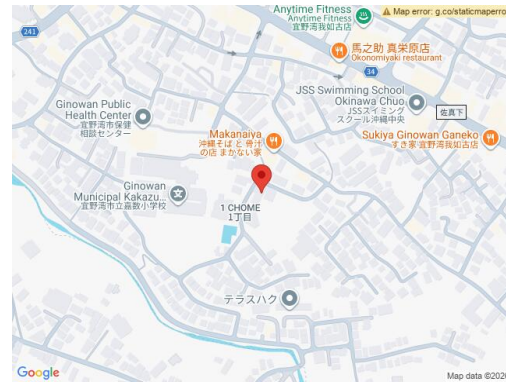 Anytime Fitness
Anytime Fitness
宜野湾我如古店
Map error: g.co/staticmaperro
241
馬之助 真栄原店
Okonomiyaki restaurant
34
JSS Swimming School
Okinawa Chuo
JSSスイミング
スクール沖縄中央
佐真下
Ginowan Public
Health Center
宜野湾市保健
相談センター
Makanaiya
沖縄そば と 骨汁
の店 まかない家
Sukiya Ginowan Ganeko
すき家 宜野湾我如古店
Ginowan
Municipal Kakazu...
宜野湾市立嘉数小学校
1 CHOME
1丁目
テラスハク
Google
Map data ©2026